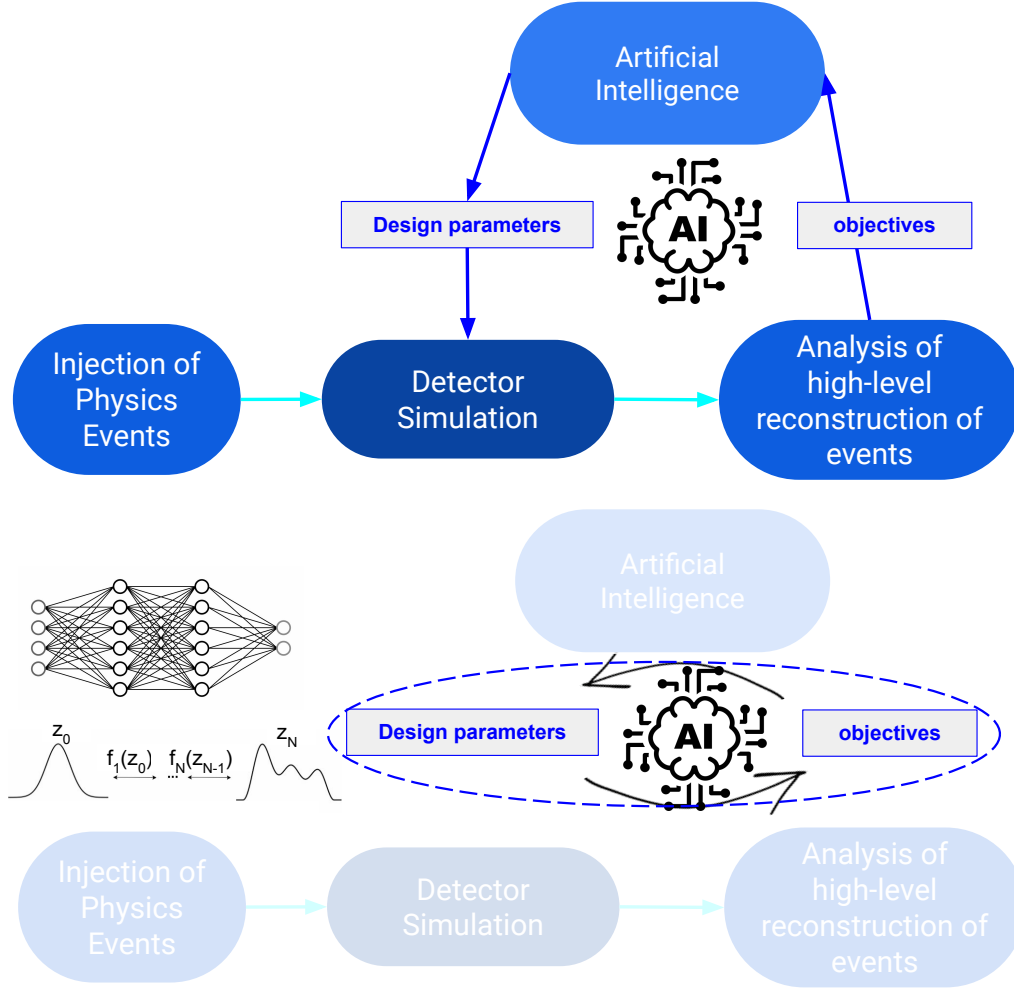 Artificial
Intelligence
Design parameters
AI
objectives
Injection of
Physics
Events
Detector
Simulation
Analysis of
high-level
reconstruction of
events
Artificial
Intelligence
z0
f1(z0) ... fN(zN-1)
zN
Design parameters
AI
objectives
Injection of
Physics
Events
Detector
Simulation
Analysis of
high-level
reconstruction of
events